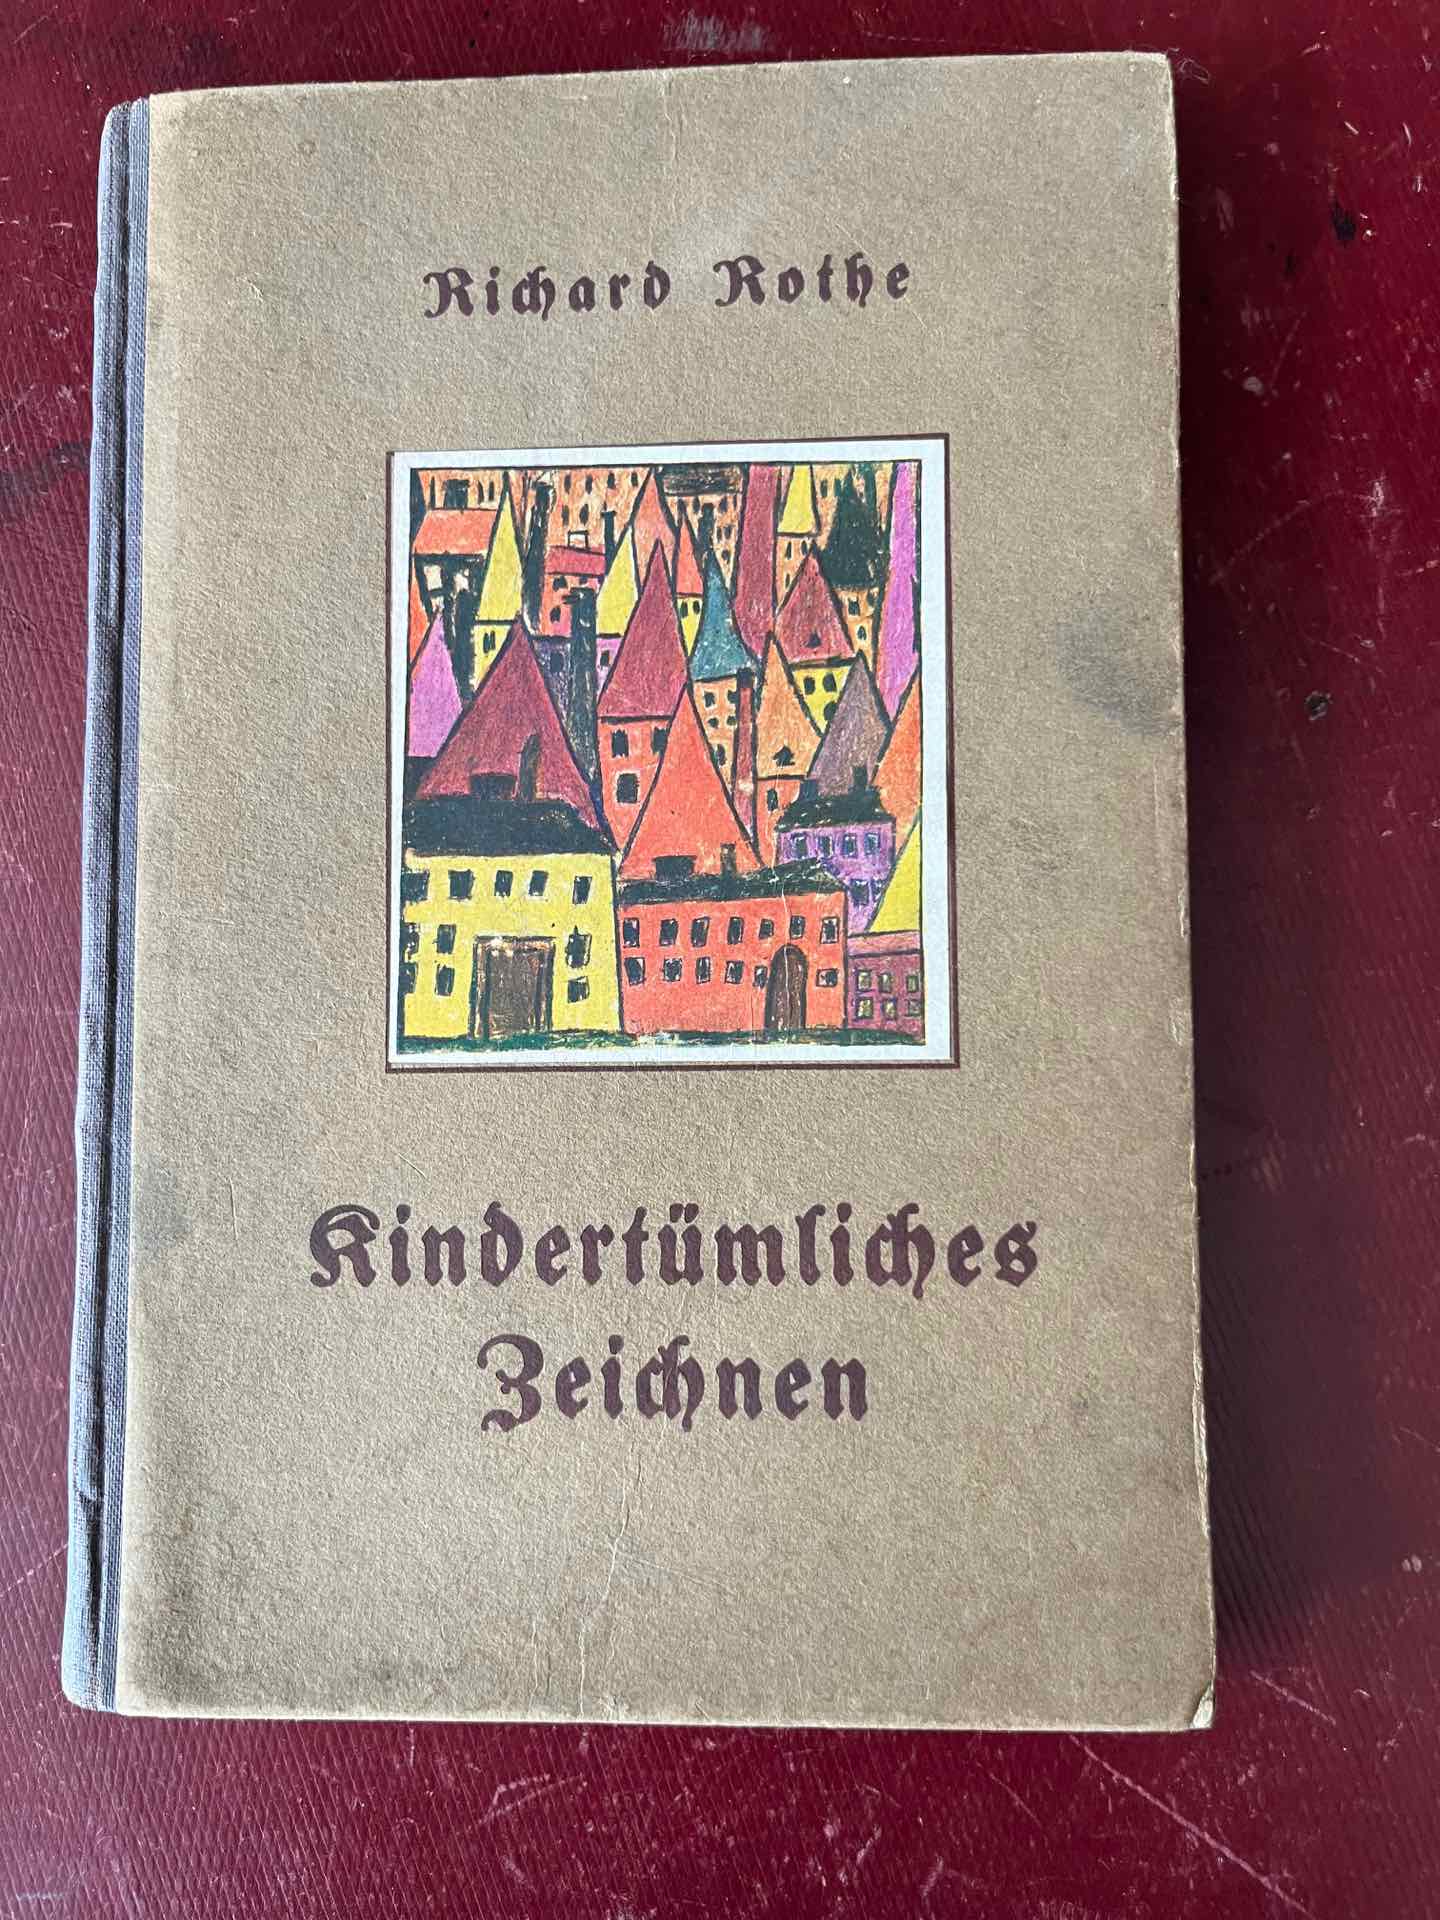 Richard Rothe
Kindertümliches
Zeichnen